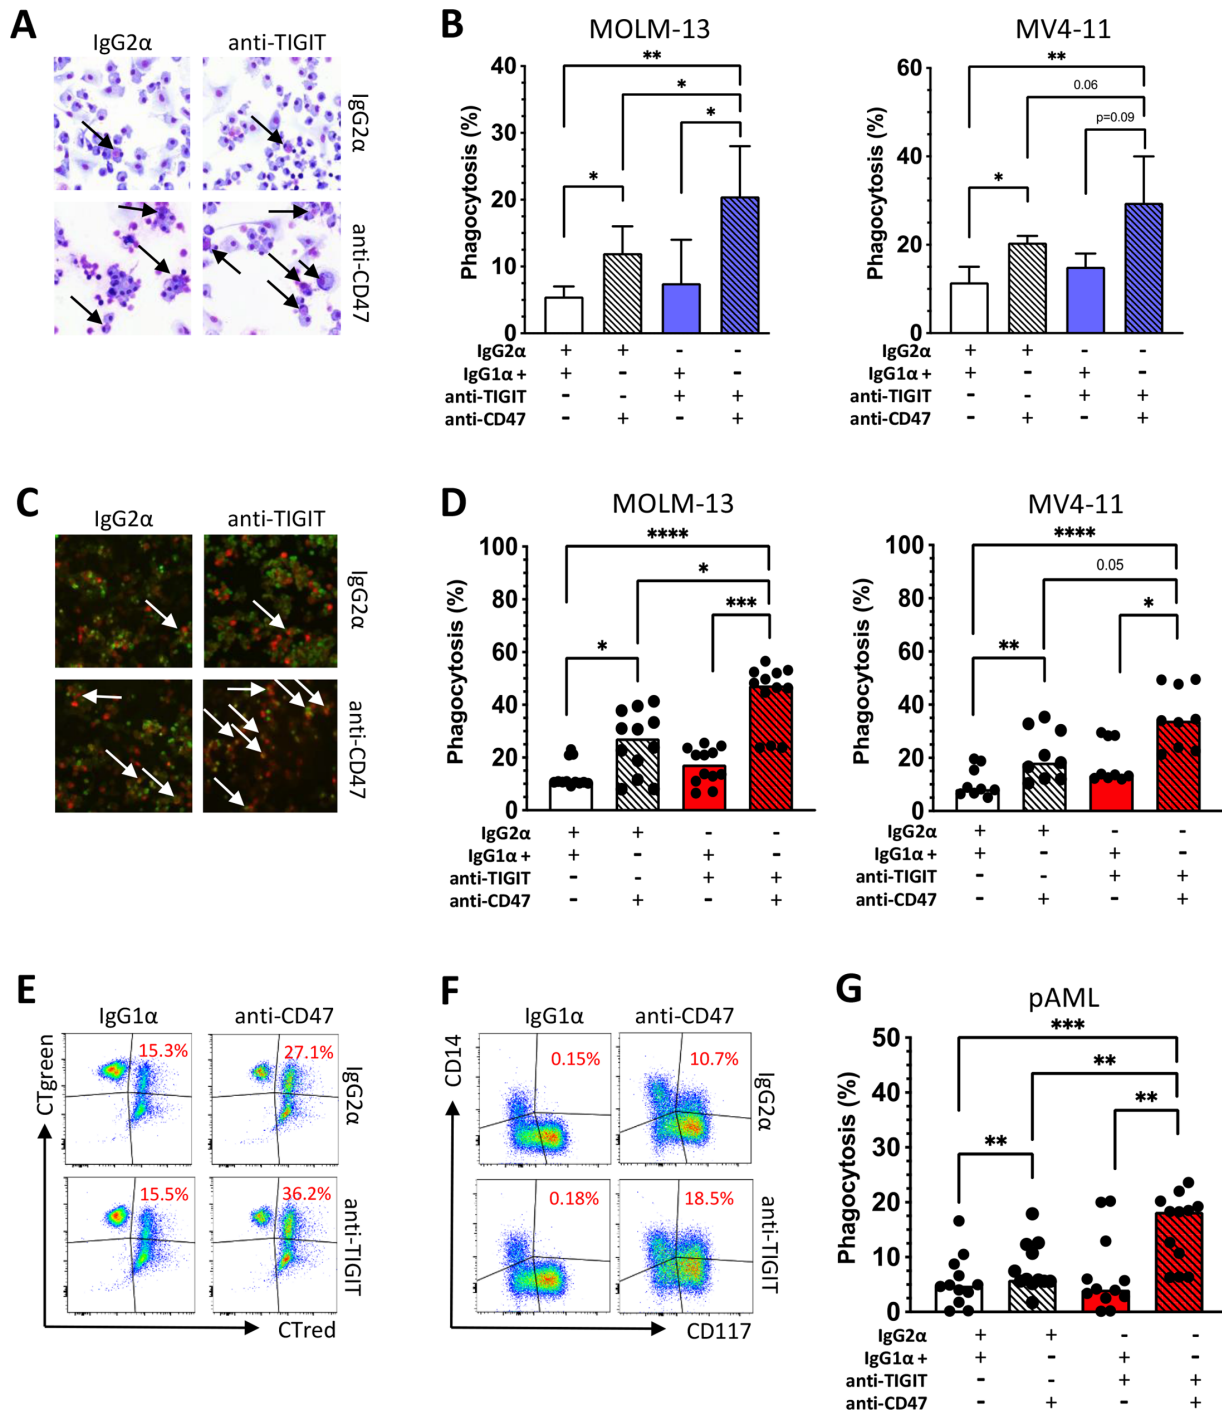 A
IgG2α
anti-TIGIT
IgG2α
anti-CD47
B
MOLM-13
Phagocytosis (%)
40
30
20
10
0
**
*
*
*
IgG2α + + - -
IgG1α + + - + -
anti-TIGIT - - + +
anti-CD47 - + - +
MV4-11
Phagocytosis (%)
60
40
20
0
**
0.06
p=0.09
*
IgG2α + + - -
IgG1α + + - + -
anti-TIGIT - - + +
anti-CD47 - + - +
C
IgG2α
anti-TIGIT
IgG2α
anti-CD47
D
MOLM-13
Phagocytosis (%)
100
80
60
40
20
0
****
*
***
*
IgG2α + + - -
IgG1α + + - + -
anti-TIGIT - - + +
anti-CD47 - + - +
MV4-11
Phagocytosis (%)
100
80
60
40
20
0
****
0.05
*
**
IgG2α + + - -
IgG1α + + - + -
anti-TIGIT - - + +
anti-CD47 - + - +
E
IgG1α
anti-CD47
CTgreen
15.3%
27.1%
IgG2α
15.5%
36.2%
anti-TIGIT
CTred
F
IgG1α
anti-CD47
CD14
0.15%
10.7%
IgG2α
0.18%
18.5%
anti-TIGIT
CD117
G
pAML
Phagocytosis (%)
50
40
30
20
10
0
***
**
**
**
IgG2α + + - -
IgG1α + + - + -
anti-TIGIT - - + +
anti-CD47 - + - +